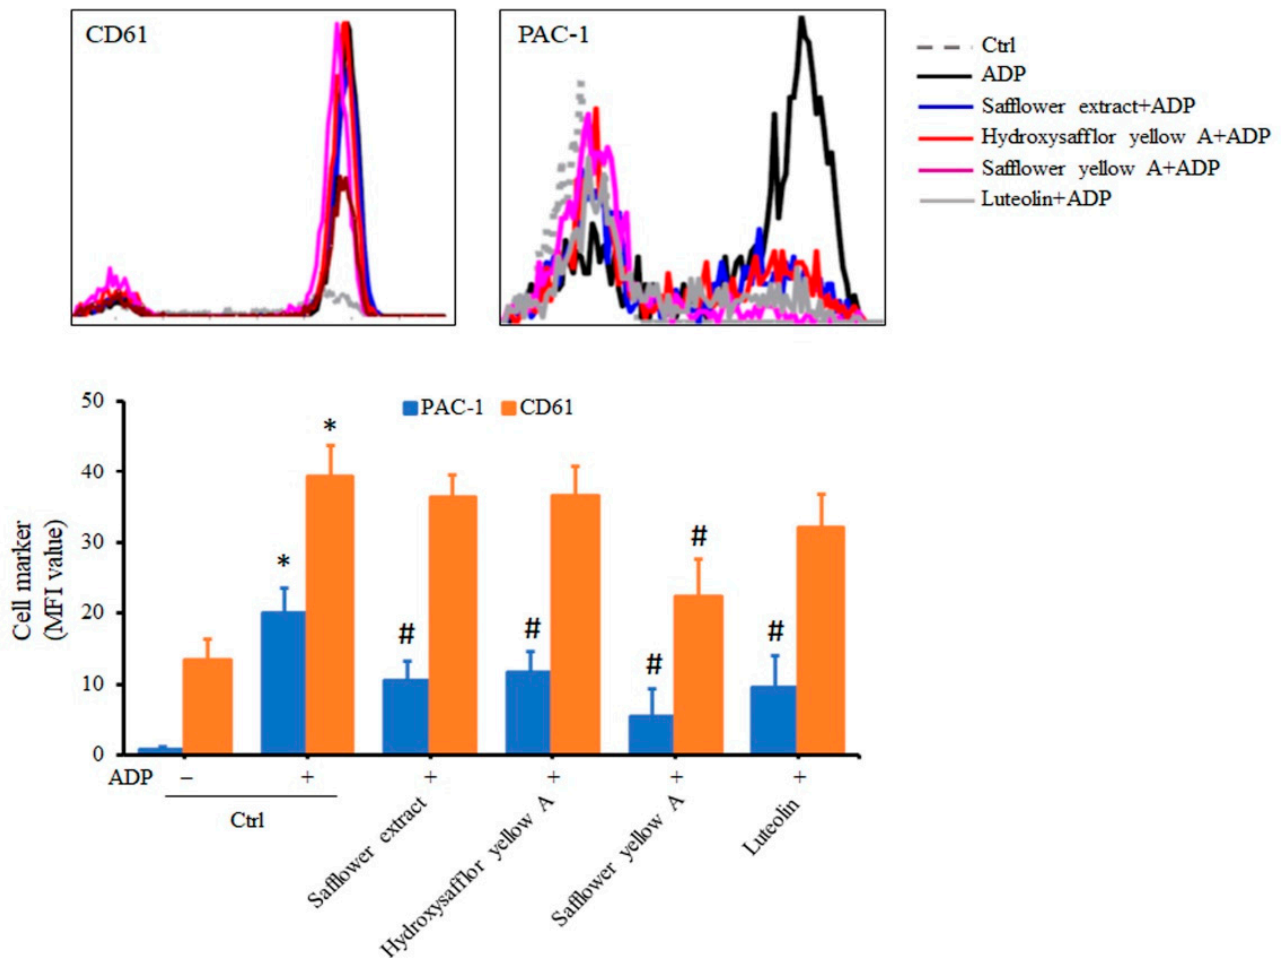 CD61
PAC-1
Ctrl
ADP
Safflower extract+ADP
Hydroxysafflor yellow A+ADP
Safflower yellow A+ADP
Luteolin+ADP
Cell marker
(MFI value)
50
40
30
20
10
0
PAC-1 CD61
*
*
#
#
#
#
#
ADP – + + + + +
Ctrl
Safflower extract
Hydroxysafflor yellow A
Safflower yellow A
Luteolin